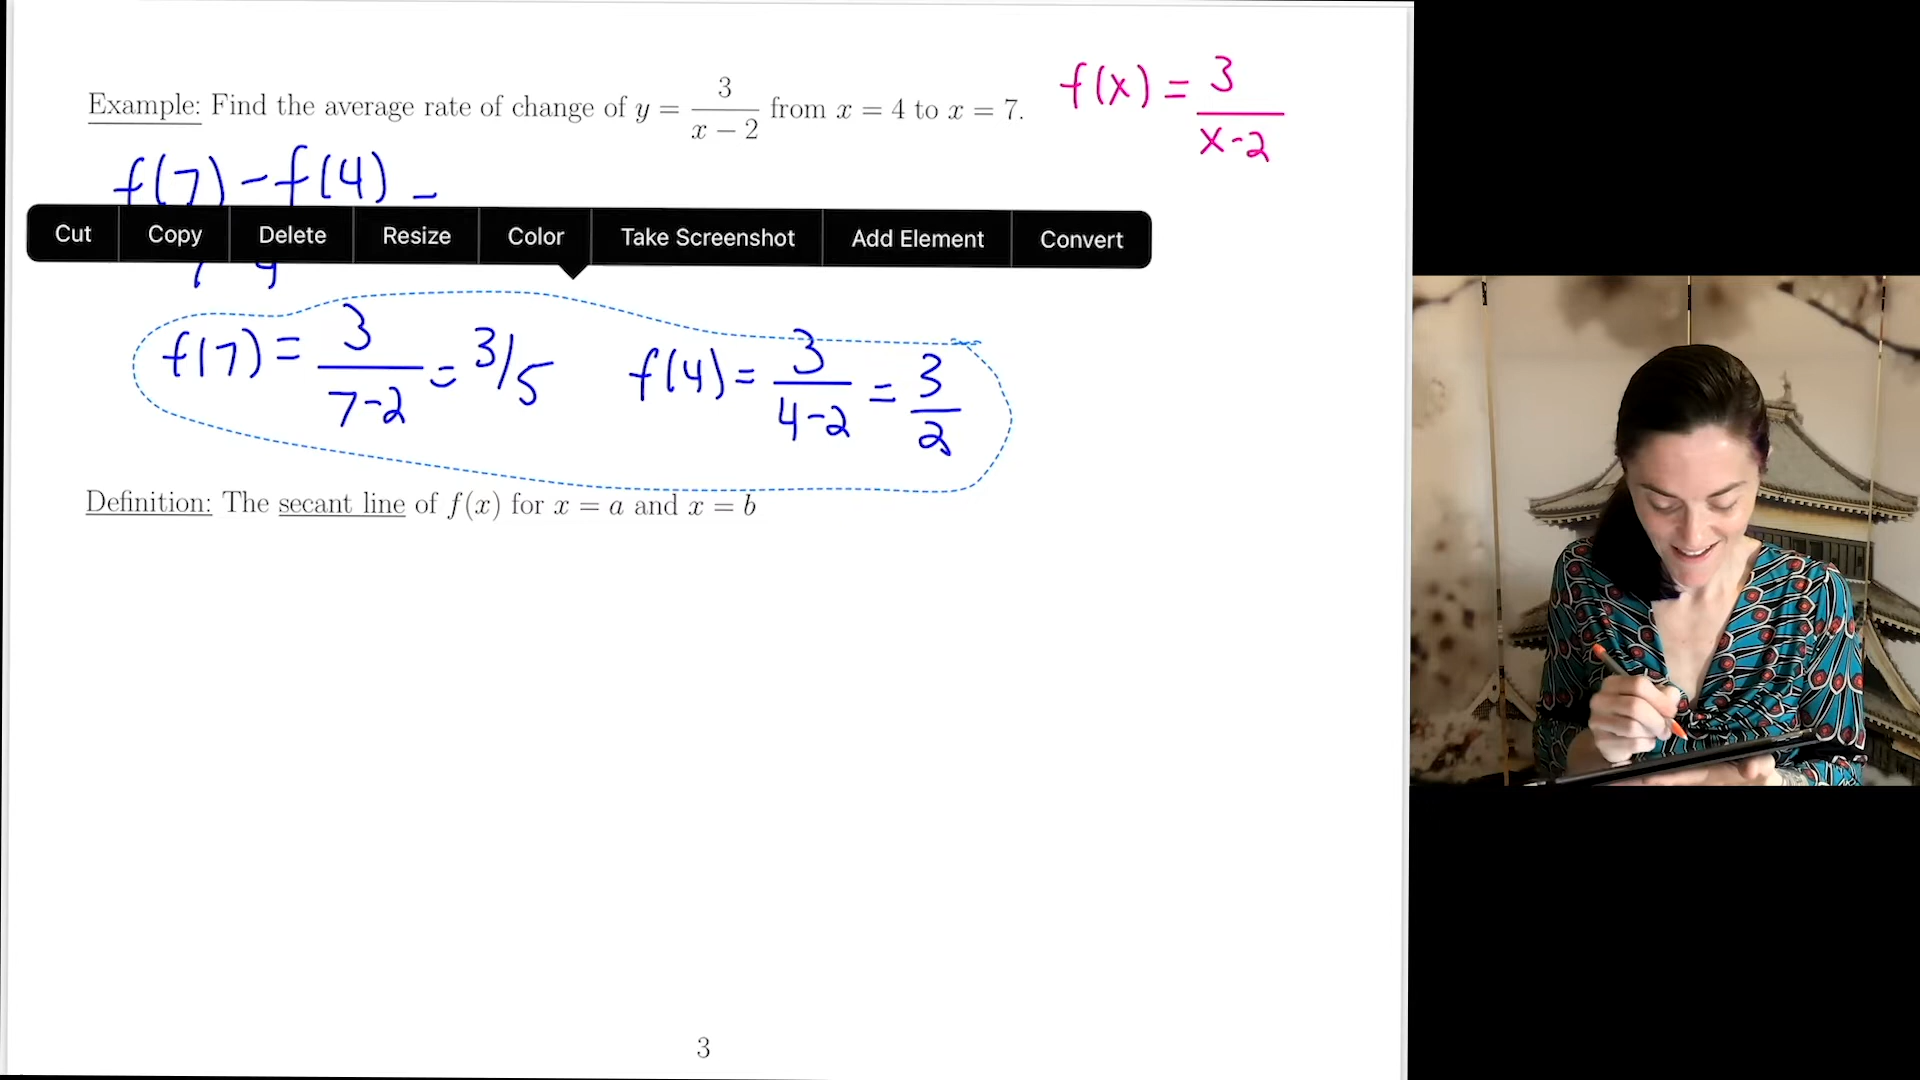 Example: Find the average rate of change of y = 3/(x − 2) from x = 4 to x = 7.
f(x) = 3/(x-2)
f(7) - f(4) -
Cut Copy Delete Resize Color Take Screenshot Add Element Convert
f(7) = 3/(7-2) = 3/5 f(4) = 3/(4-2) = 3/2
Definition: The secant line of f(x) for x = a and x = b
3